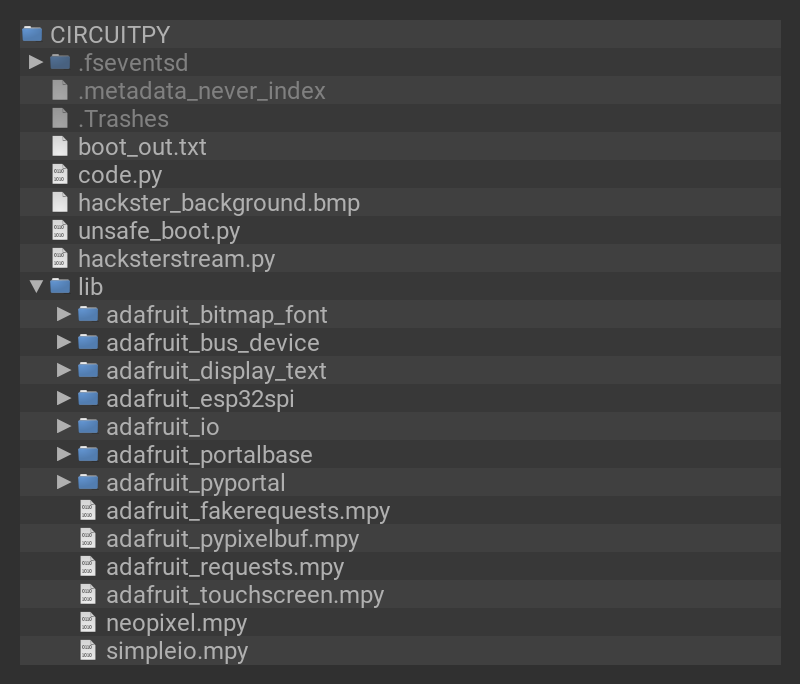 CIRCUITPY
.fseventsd
.metadata_never_index
.Trashes
boot_out.txt
code.py
hackster_background.bmp
unsafe_boot.py
hacksterstream.py
lib
adafruit_bitmap_font
adafruit_bus_device
adafruit_display_text
adafruit_esp32spi
adafruit_io
adafruit_portalbase
adafruit_pyportal
adafruit_fakerequests.mpy
adafruit_pypixelbuf.mpy
adafruit_requests.mpy
adafruit_touchscreen.mpy
neopixel.mpy
simpleio.mpy